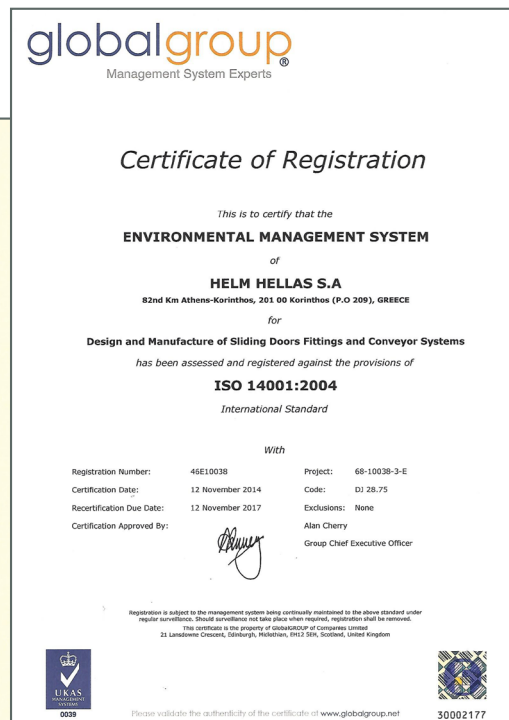 globalgroup®
Management System Experts
Certificate of Registration
This is to certify that the
ENVIRONMENTAL MANAGEMENT SYSTEM
of
HELM HELLAS S.A
82nd Km Athens-Korinthos, 201 00 Korinthos (P.O 209), GREECE
for
Design and Manufacture of Sliding Doors Fittings and Conveyor Systems
has been assessed and registered against the provisions of
ISO 14001:2004
International Standard
With
Registration Number: 46E10038 Project: 68-10038-3-E
Certification Date: 12 November 2014 Code: DJ 28.75
Recertification Due Date: 12 November 2017 Exclusions: None
Certification Approved By: Alan Cherry
Group Chief Executive Officer
Registration is subject to the management system being continually maintained to the above standard under
regular surveillance. Should surveillance not take place when required, registration shall be removed.
This certificate is the property of GlobalGROUP of Companies Limited
21 Lansdowne Crescent, Edinburgh, Midlothian, EH12 5EH, Scotland, United Kingdom
UKAS
MANAGEMENT
SYSTEMS
0039
Please validate the authenticity of the certificate at www.globalgroup.net
30002177